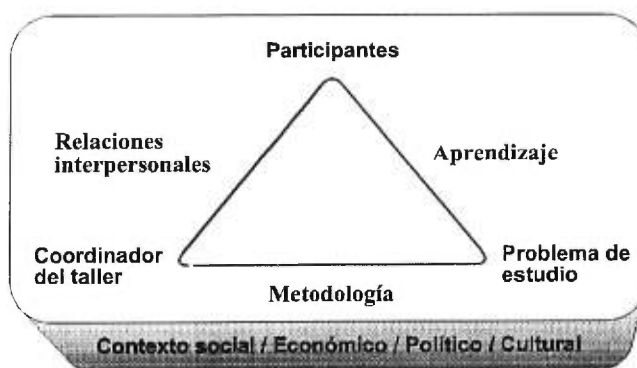 Participantes
Relaciones
interpersonales
Aprendizaje
Coordinador
del taller
Problema de
estudio
Metodología
Contexto social / Económico / Político / Cultural